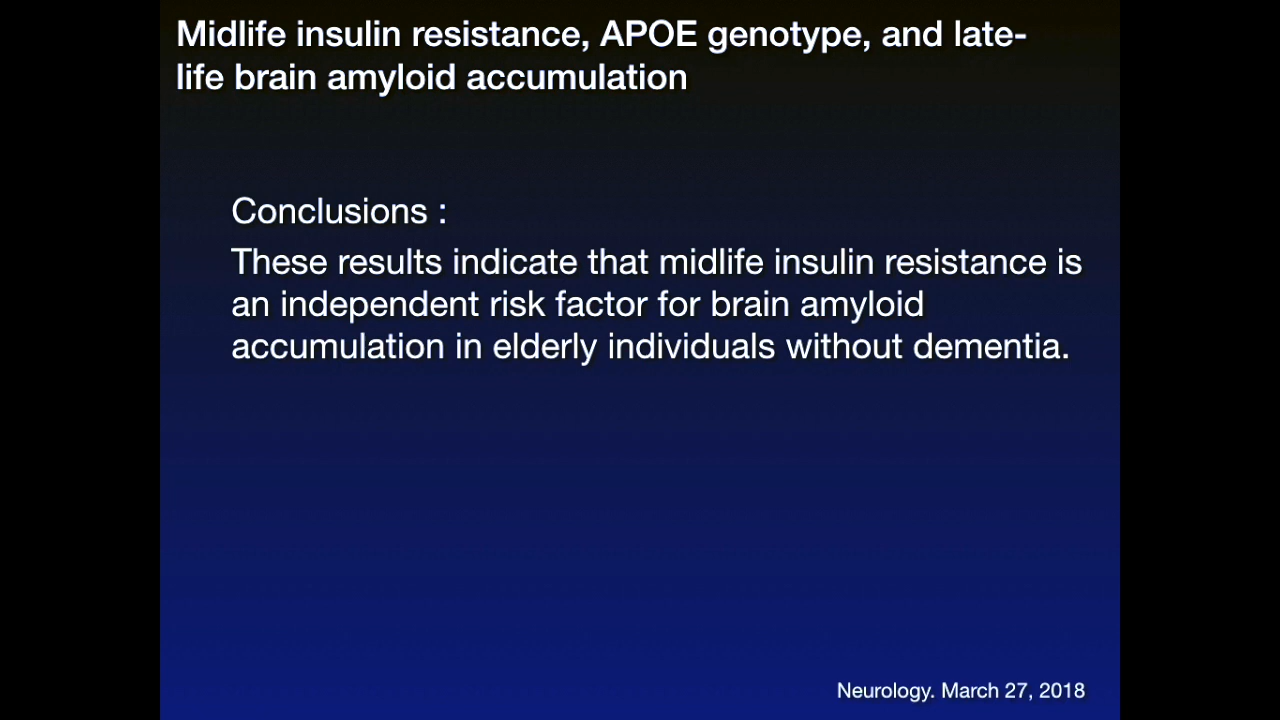 Midlife insulin resistance, APOE genotype, and late-
life brain amyloid accumulation
Conclusions :
These results indicate that midlife insulin resistance is
an independent risk factor for brain amyloid
accumulation in elderly individuals without dementia.
Neurology. March 27, 2018